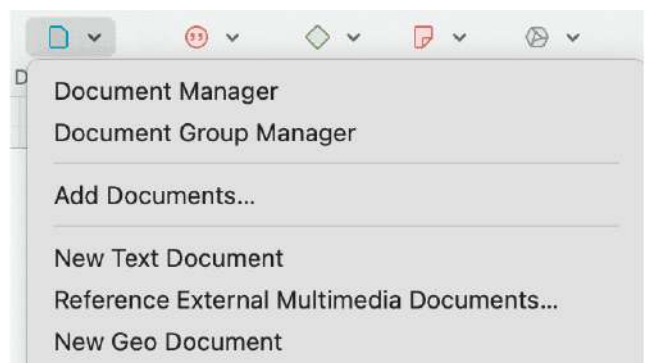 D
Document Manager
Document Group Manager
Add Documents...
New Text Document
Reference External Multimedia Documents...
New Geo Document